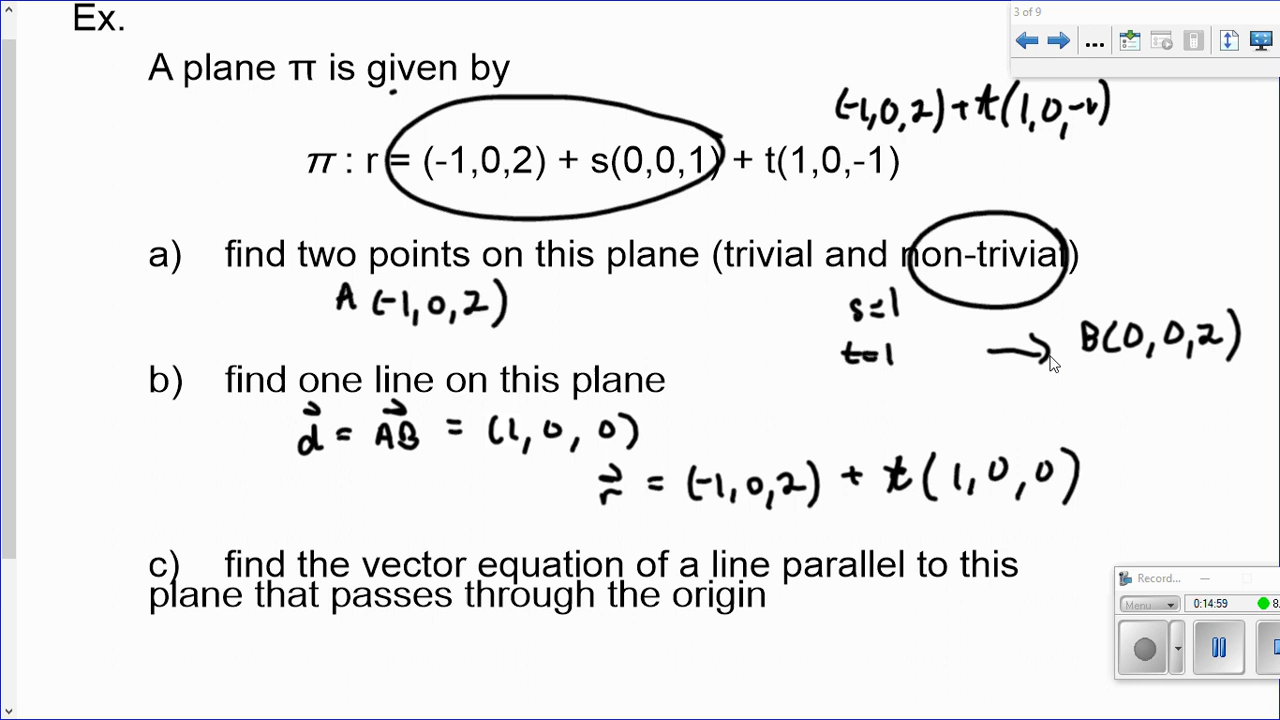 Ex.
3 of 9
A plane π is given by
(-1,0,2)+t(1,0,-1)
π : r = (-1,0,2) + s(0,0,1) + t(1,0,-1)
a) find two points on this plane (trivial and non-trivial)
A (-1,0,2)
s=1
t=1
→ B(0,0,2)
b) find one line on this plane
d = AB = (1,0,0)
r = (-1,0,2) + t(1,0,0)
c) find the vector equation of a line parallel to this
plane that passes through the origin
Record...
Menu
0:14:59
8